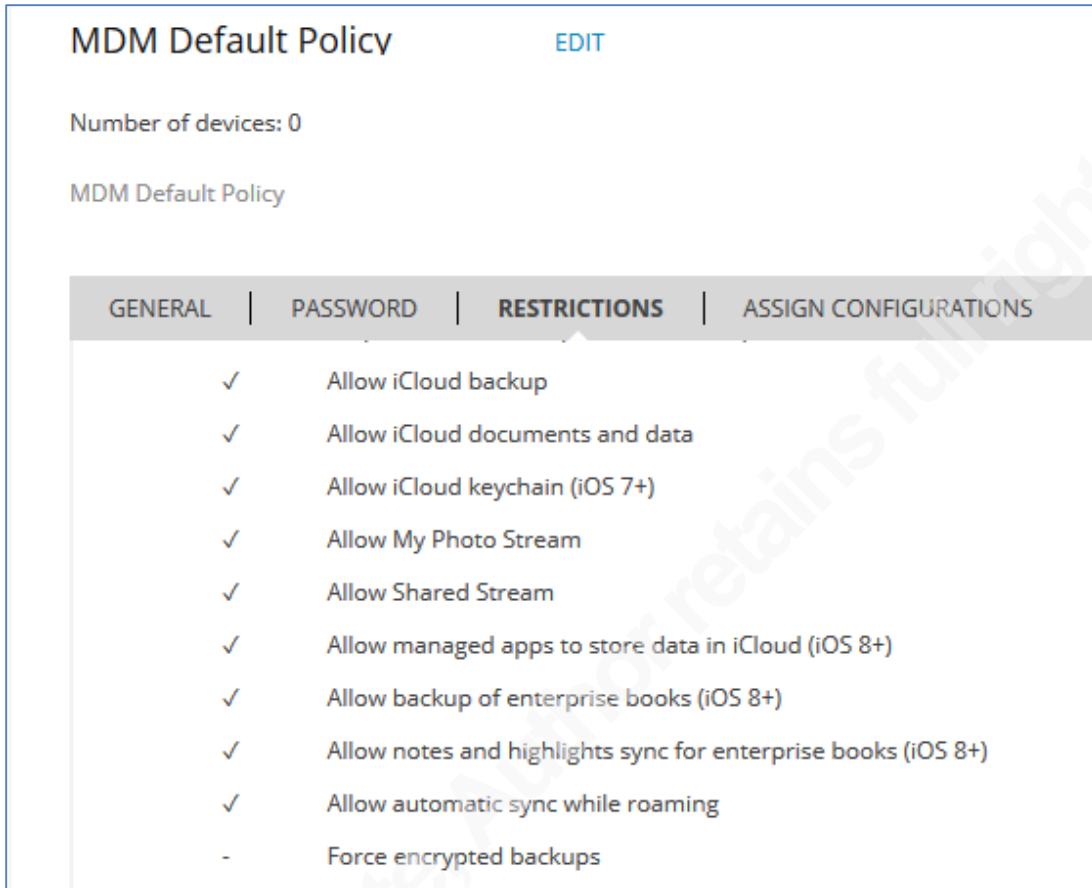 MDM Default Policy EDIT
Number of devices: 0
MDM Default Policy
GENERAL | PASSWORD | RESTRICTIONS | ASSIGN CONFIGURATIONS
✓ Allow iCloud backup
✓ Allow iCloud documents and data
✓ Allow iCloud keychain (iOS 7+)
✓ Allow My Photo Stream
✓ Allow Shared Stream
✓ Allow managed apps to store data in iCloud (iOS 8+)
✓ Allow backup of enterprise books (iOS 8+)
✓ Allow notes and highlights sync for enterprise books (iOS 8+)
✓ Allow automatic sync while roaming
- Force encrypted backups
Author retains full